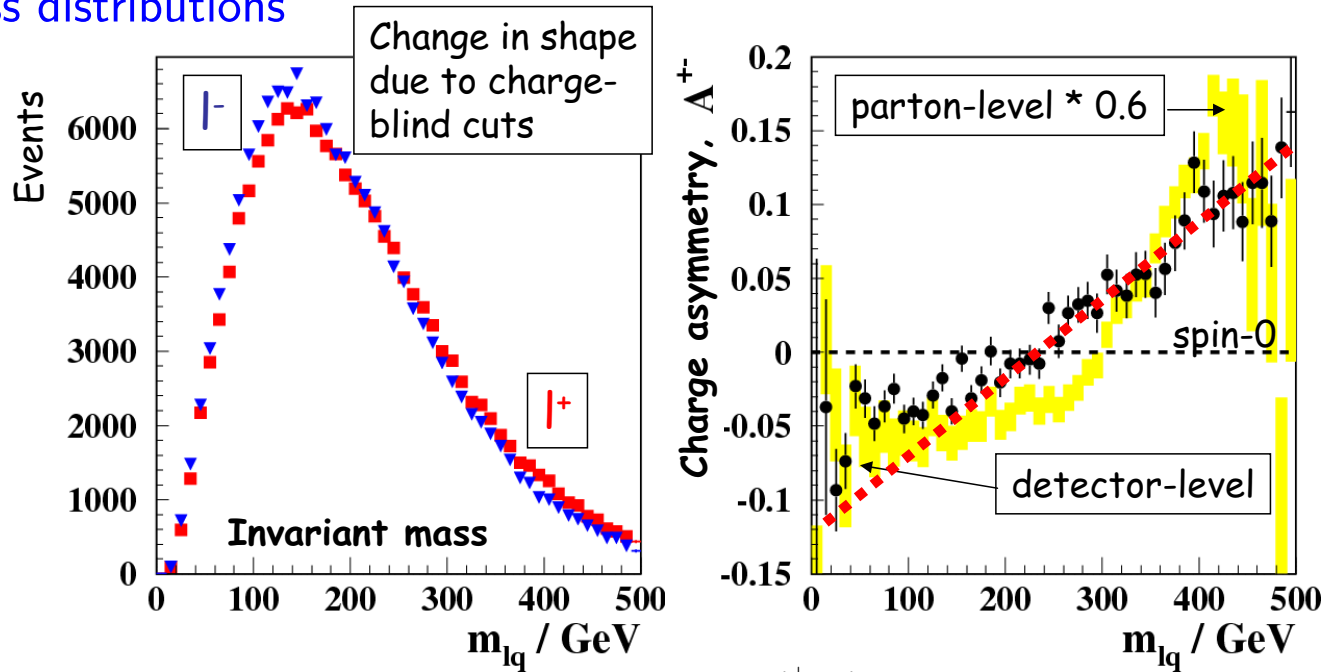 ss distributions
Change in shape
due to charge-
blind cuts
l-
l+
Events
6000
5000
4000
3000
2000
1000
0
Invariant mass
0 100 200 300 400 500
mlq / GeV
Charge asymmetry, A+-
0.2
0.15
0.1
0.05
0
-0.05
-0.1
-0.15
parton-level * 0.6
spin-0
detector-level
0 100 200 300 400 500
mlq / GeV